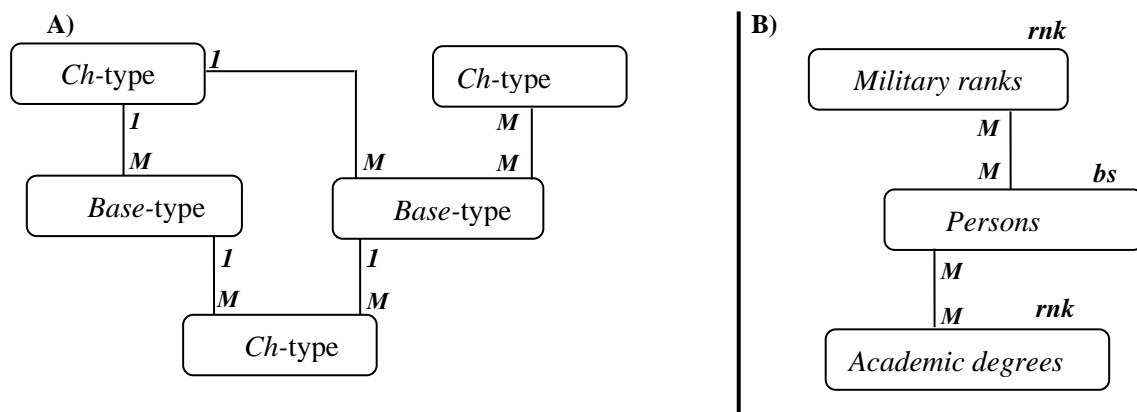 A)
Ch-type
1
1
M
Base-type
1
M
Ch-type
M
M
M
Base-type
1
M
Ch-type
B)
rnk
Military ranks
M
M
bs
Persons
M
M
rnk
Academic degrees